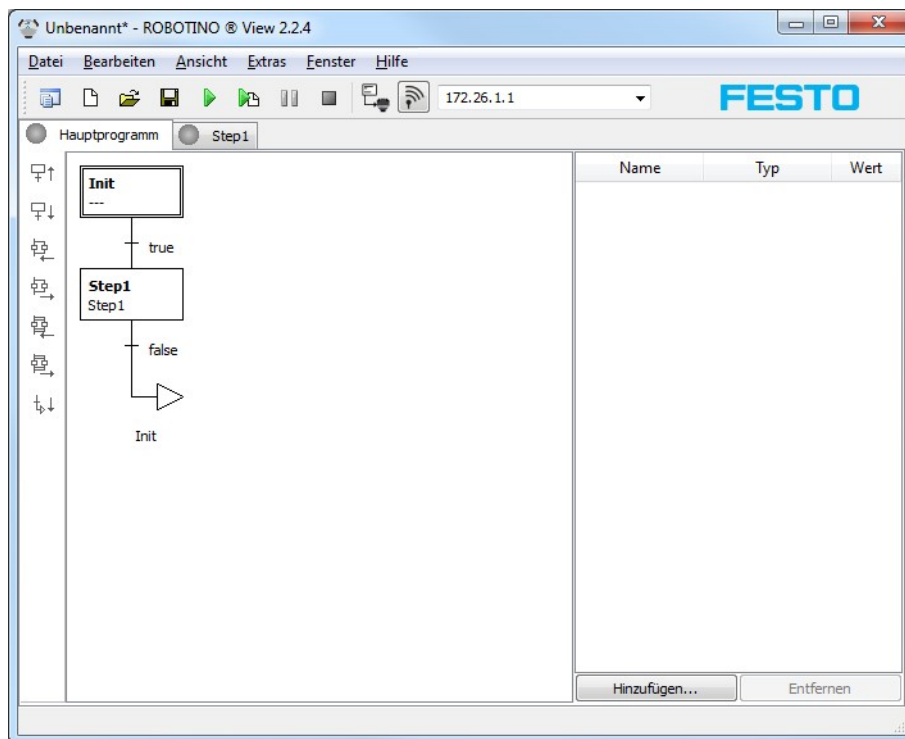 Unbenannt* - ROBOTINO ® View 2.2.4
Datei Bearbeiten Ansicht Extras Fenster Hilfe
172.26.1.1
FESTO
Hauptprogramm Step1
Name Typ Wert
Init
---
true
Step1
Step1
false
Init
Hinzufügen... Entfernen